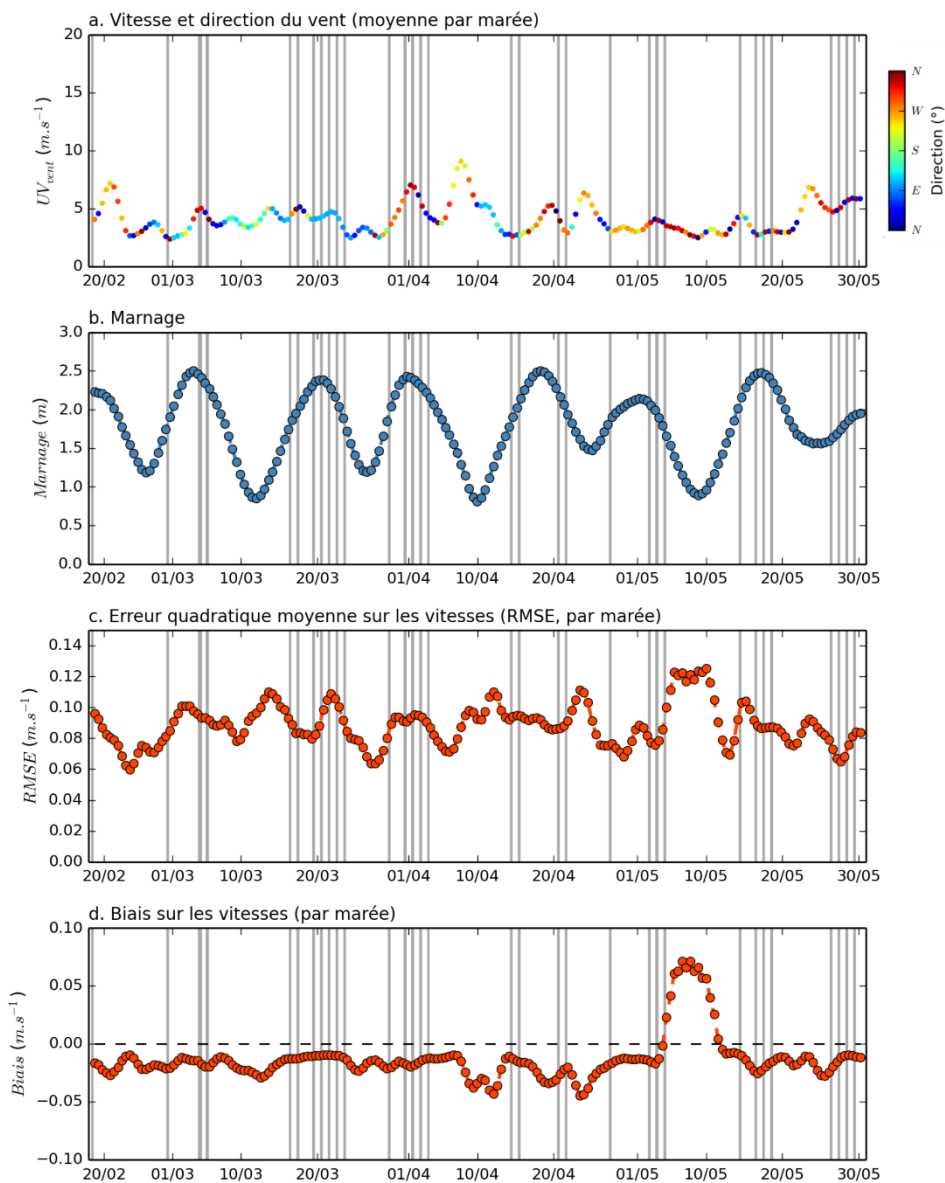 a. Vitesse et direction du vent (moyenne par marée)
20
15
10
5
0
UV_vent (m.s⁻¹)
20/02 01/03 10/03 20/03 01/04 10/04 20/04 01/05 10/05 20/05 30/05
N
W
S
E
N
Direction (°)
b. Marnage
3.0
2.5
2.0
1.5
1.0
0.5
0.0
Marnage (m)
20/02 01/03 10/03 20/03 01/04 10/04 20/04 01/05 10/05 20/05 30/05
c. Erreur quadratique moyenne sur les vitesses (RMSE, par marée)
0.14
0.12
0.10
0.08
0.06
0.04
0.02
0.00
RMSE (m.s⁻¹)
20/02 01/03 10/03 20/03 01/04 10/04 20/04 01/05 10/05 20/05 30/05
d. Biais sur les vitesses (par marée)
0.10
0.05
0.00
−0.05
−0.10
Biais (m.s⁻¹)
20/02 01/03 10/03 20/03 01/04 10/04 20/04 01/05 10/05 20/05 30/05